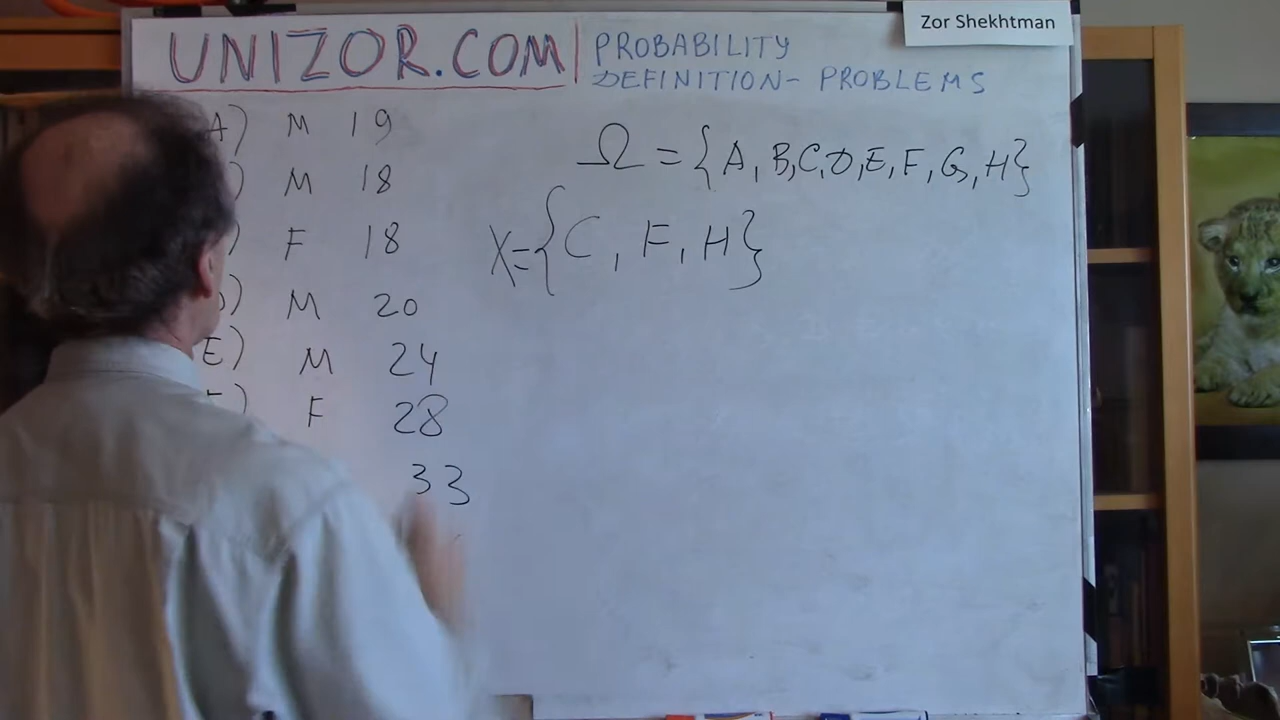 Zor Shekhtman
UNIZOR.COM
PROBABILITY
DEFINITION - PROBLEMS
A) M 19
) M 18
) F 18
) M 20
E) M 24
) F 28
33
Ω = {A, B, C, D, E, F, G, H}
X = {C, F, H}